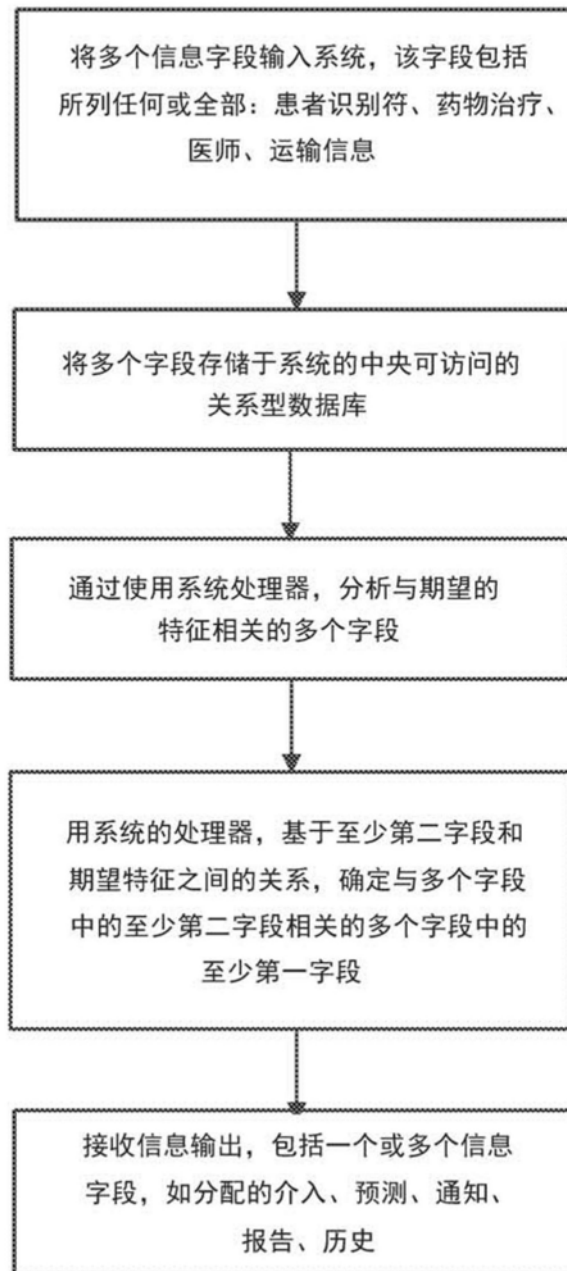 将多个信息字段输入系统，该字段包括
所列任何或全部：患者识别符、药物治疗、
医师、运输信息
将多个字段存储于系统的中央可访问的
关系型数据库
通过使用系统处理器，分析与期望的
特征相关的多个字段
用系统的处理器，基于至少第二字段和
期望特征之间的关系，确定与多个字段
中的至少第二字段相关的多个字段中的
至少第一字段
接收信息输出，包括一个或多个信息
字段，如分配的介入、预测、通知、
报告、历史